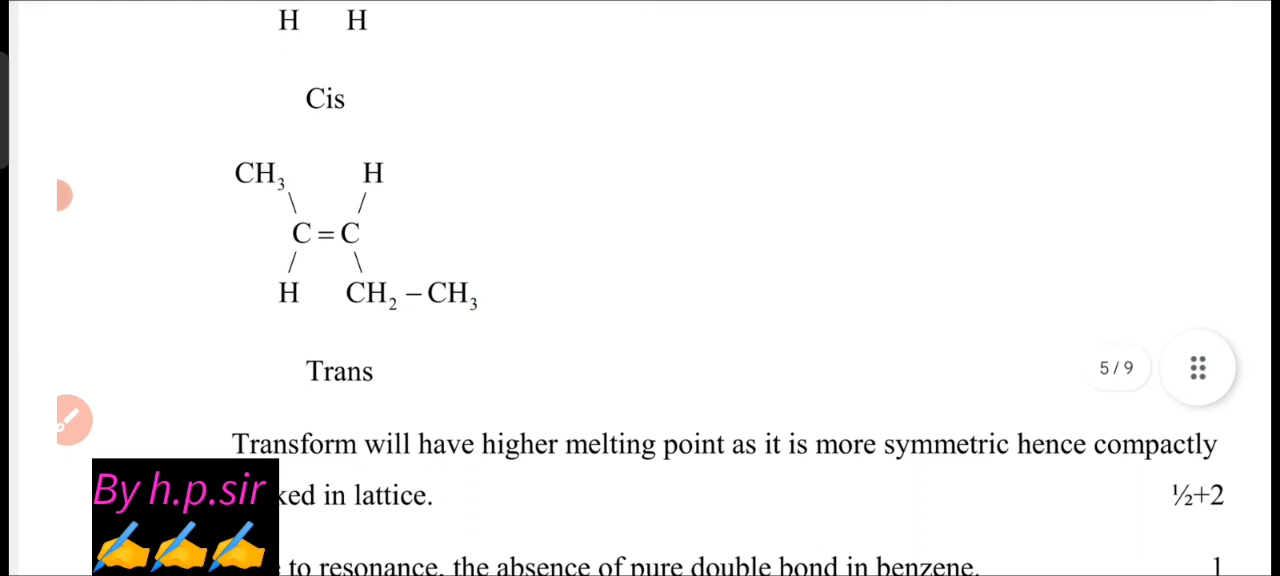 H H
Cis
CH₃ H
\ /
C = C
/ \
H CH₂ – CH₃
Trans
5 / 9
Transform will have higher melting point as it is more symmetric hence compactly
ked in lattice. ½+2
By h.p.sir
to resonance, the absence of pure double bond in benzene. 1